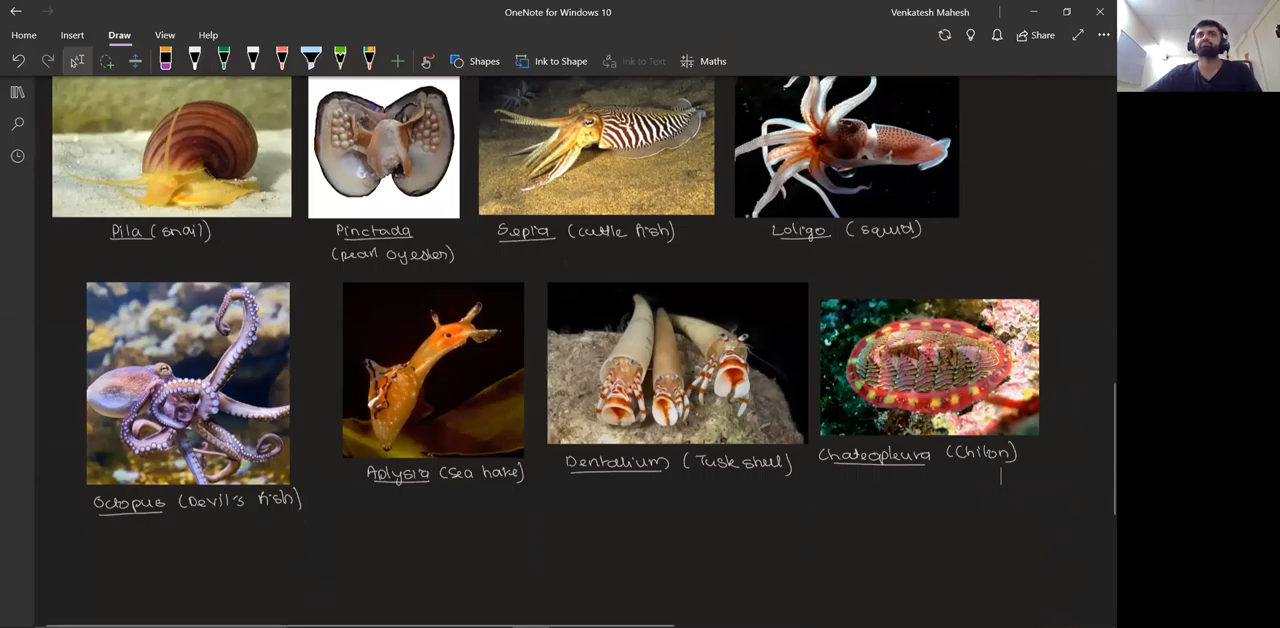 OneNote for Windows 10
Venkatesh Mahesh
Home Insert Draw View Help
Share
Shapes
Ink to Shape
Ink to Text
Maths
Pila (snail)
Pinctada
(pearl oyester)
Sepia (cuttle fish)
Loligo (squid)
Octopus (Devil's fish)
Aplysia (sea hare)
Dentalium (Tusk shell)
Chateopleura (Chiton)